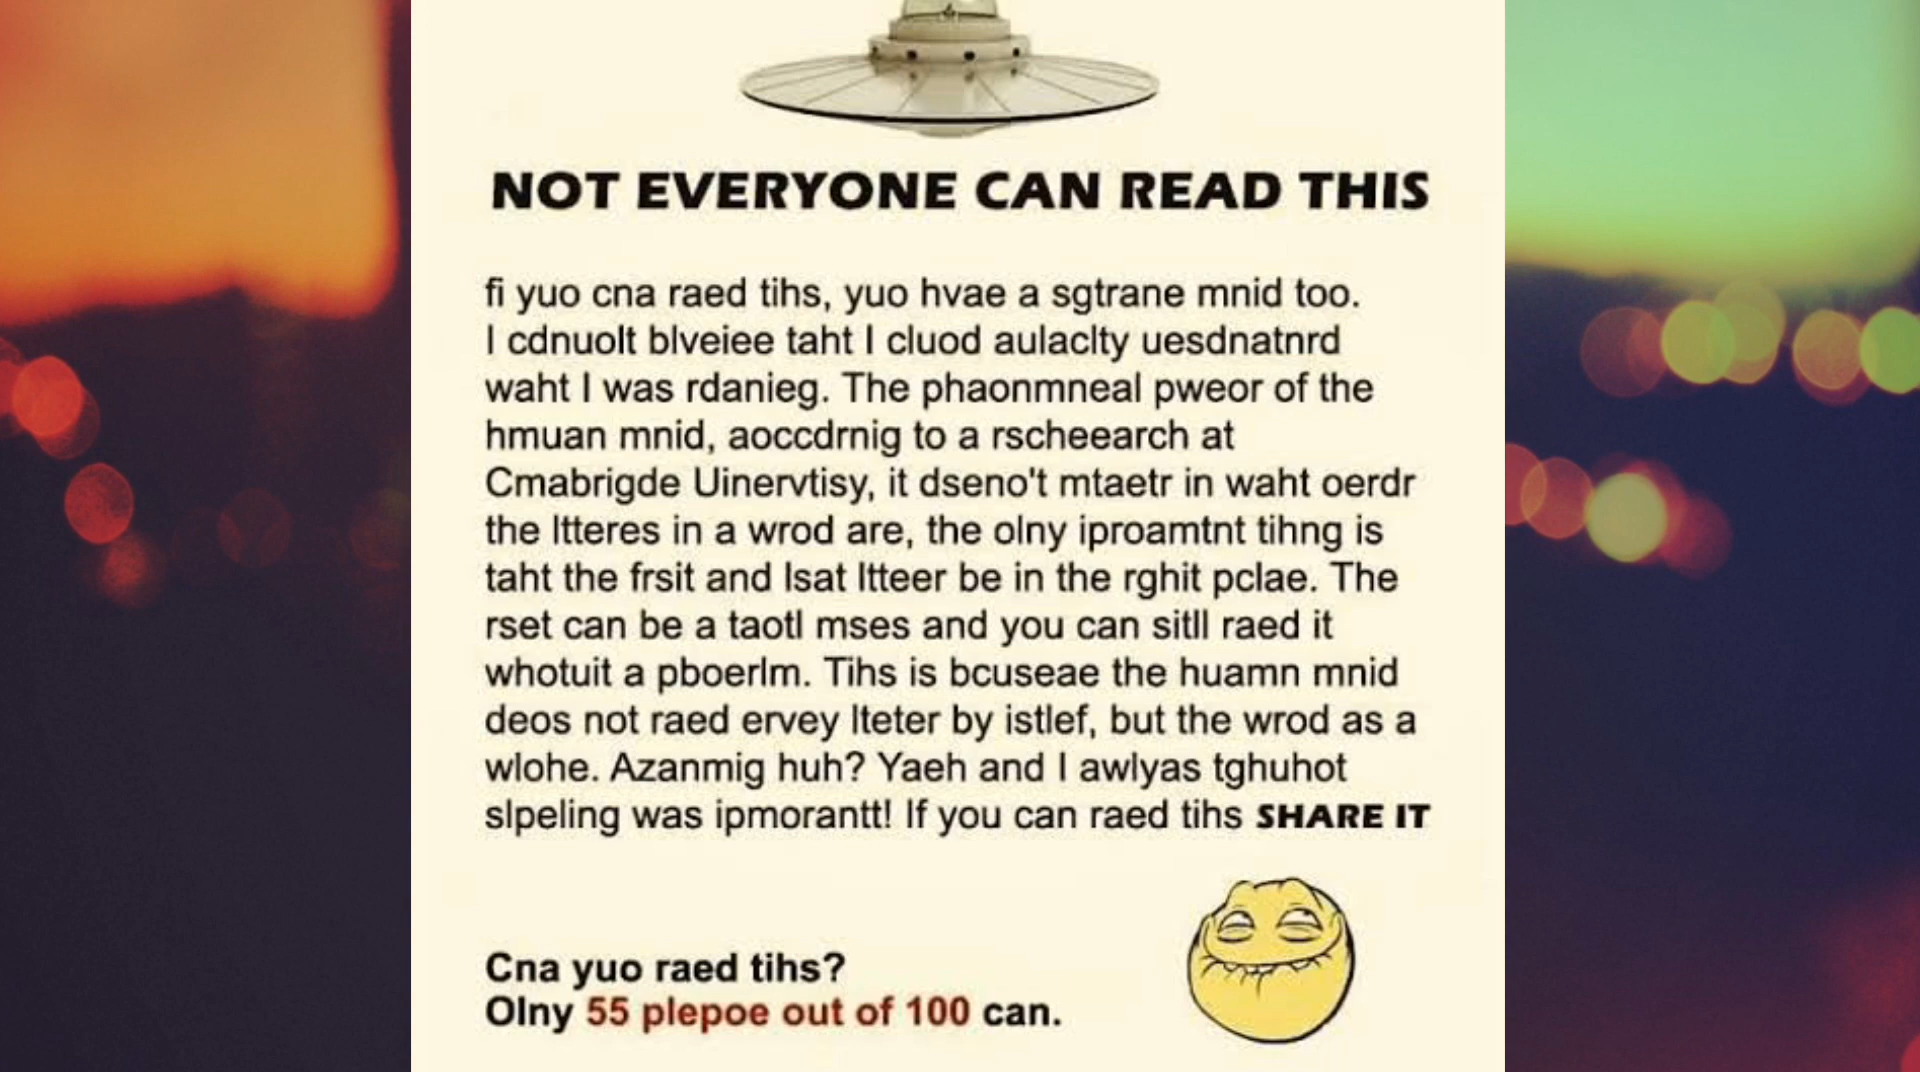 NOT EVERYONE CAN READ THIS
fi yuo cna raed tihs, yuo hvae a sgtrane mnid too.
I cdnuolt blveiee taht I cluod aulaclty uesdnatnrd
waht I was rdanieg. The phaonmneal pweor of the
hmuan mnid, aoccdrnig to a rscheearch at
Cmabrigde Uinervtisy, it dseno't mtaetr in waht oerdr
the ltteres in a wrod are, the olny iproamtnt tihng is
taht the frsit and lsat ltteer be in the rghit pclae. The
rset can be a taotl mses and you can sitll raed it
whotuit a pboerlm. Tihs is bcuseae the huamn mnid
deos not raed ervey lteter by istlef, but the wrod as a
wlohe. Azanmig huh? Yaeh and I awlyas tghuhot
slpeling was ipmorantt! If you can raed tihs SHARE IT
Cna yuo raed tihs?
Olny 55 plepoe out of 100 can.